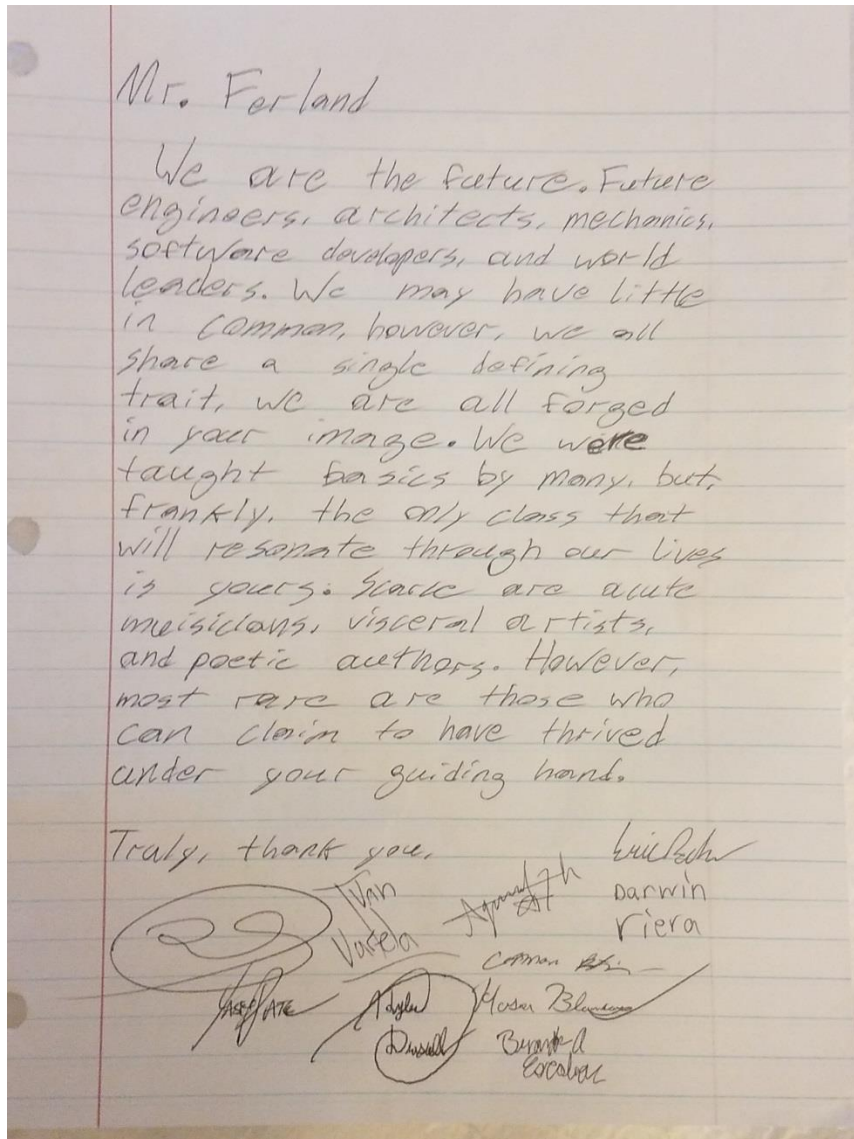 Mr. Ferland
We are the future. Future
engineers, architects, mechanics,
software developers, and world
leaders. We may have little
in common, however, we all
share a single defining
trait, we are all forged
in your image. We were
taught basics by many, but,
frankly, the only class that
will resonate through our lives
is yours. Scarce are acute
muisicians, visceral artists,
and poetic authors. However,
most rare are those who
can claim to have thrived
under your guiding hand.
Truly, thank you,
Eric
Ivan
Varela
Darwin
riera
Escobar